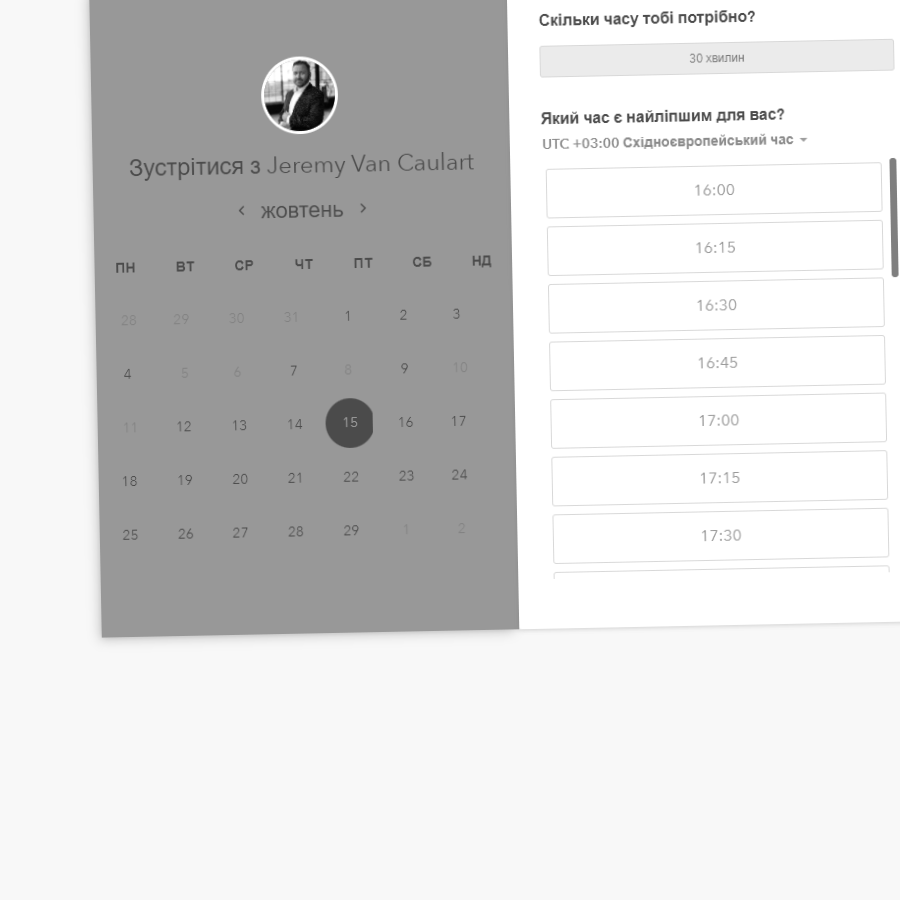 Зустрітися з Jeremy Van Caulart
жовтень
ПН ВТ СР ЧТ ПТ СБ НД
28 29 30 31 1 2 3
4 5 6 7 8 9 10
11 12 13 14 15 16 17
18 19 20 21 22 23 24
25 26 27 28 29 1 2
Скільки часу тобі потрібно?
30 хвилин
Який час є найліпшим для вас?
UTC +03:00 Східноєвропейський час
16:00
16:15
16:30
16:45
17:00
17:15
17:30